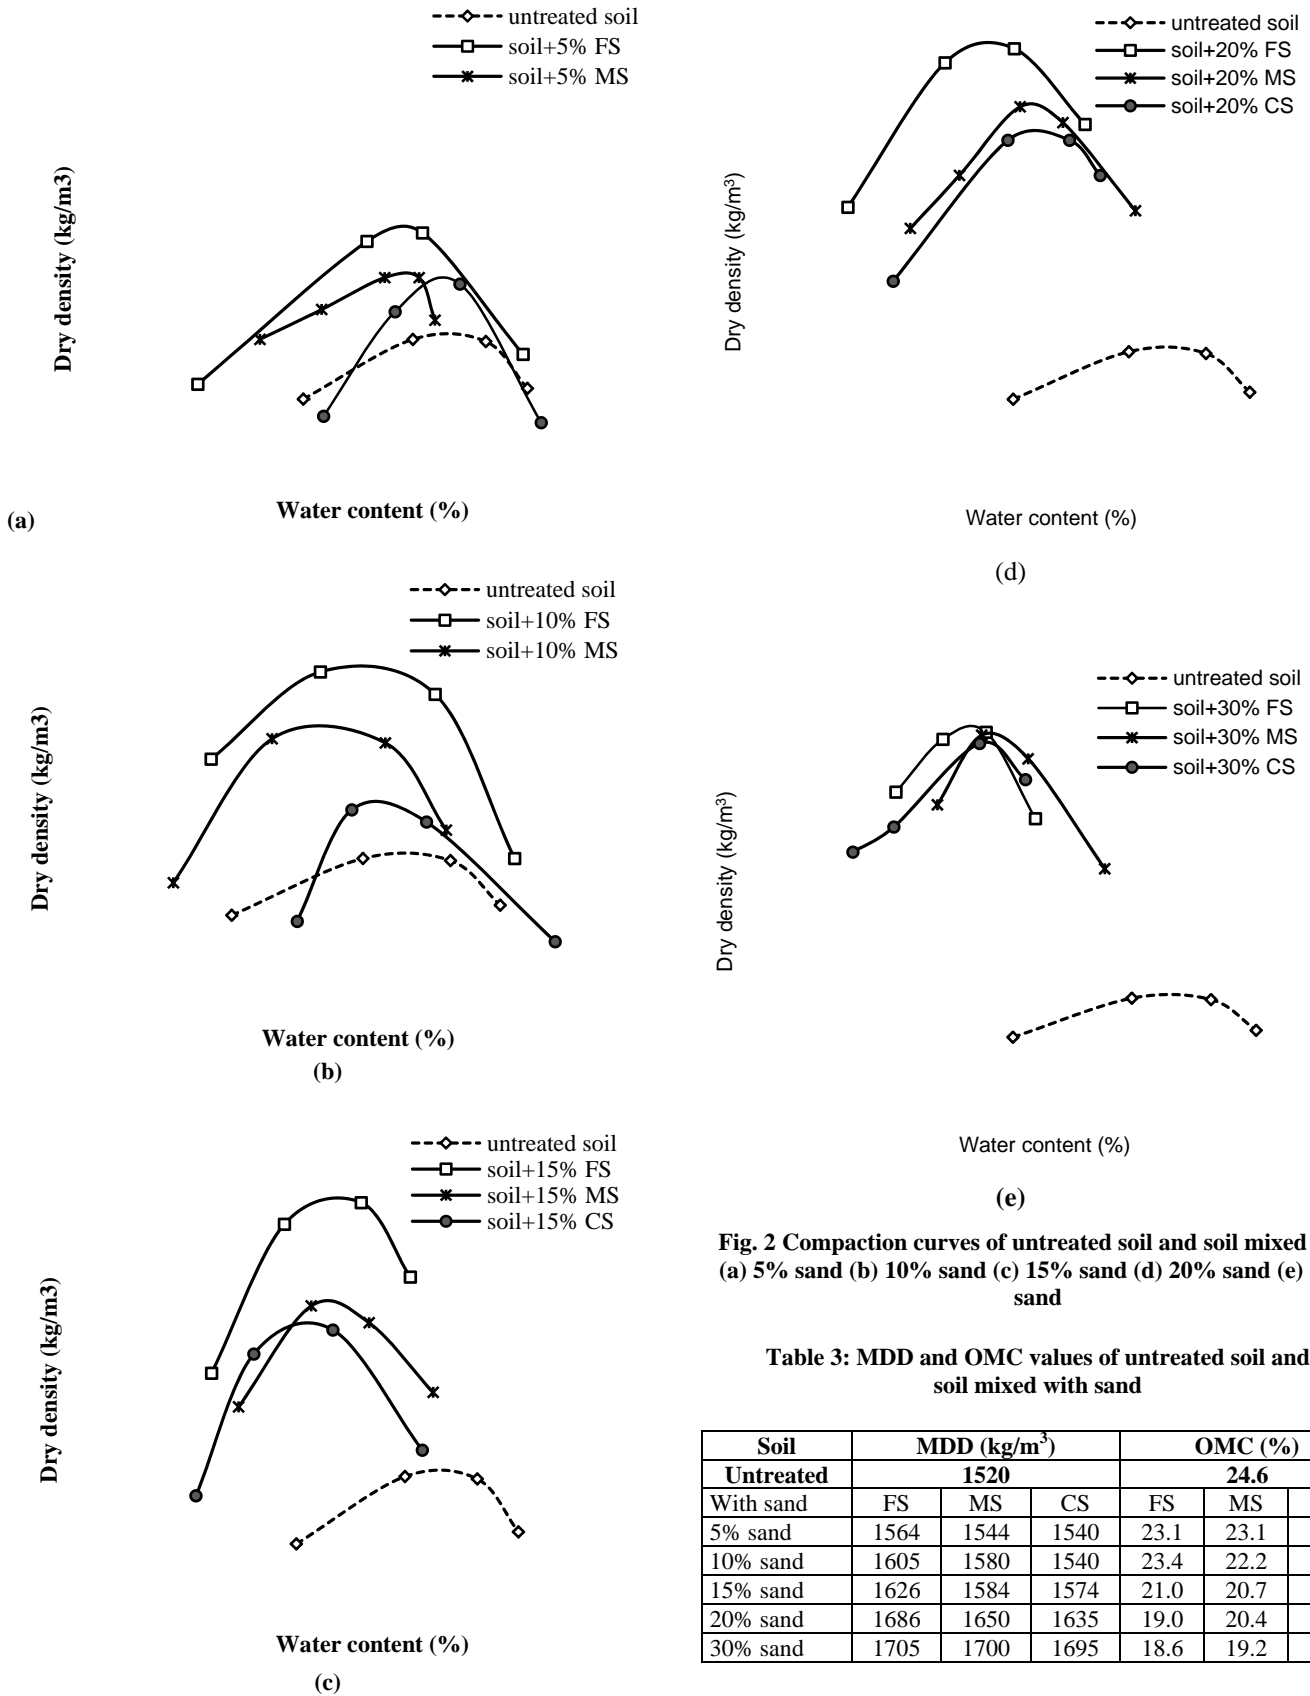 untreated soil
soil+5% FS
soil+5% MS
Dry density (kg/m3)
Water content (%)
(a)
untreated soil
soil+10% FS
soil+10% MS
Dry density (kg/m3)
Water content (%)
(b)
untreated soil
soil+15% FS
soil+15% MS
soil+15% CS
Dry density (kg/m3)
Water content (%)
(c)
untreated soil
soil+20% FS
soil+20% MS
soil+20% CS
Dry density (kg/m³)
Water content (%)
(d)
untreated soil
soil+30% FS
soil+30% MS
soil+30% CS
Dry density (kg/m³)
Water content (%)
(e)
Fig. 2 Compaction curves of untreated soil and soil mixed
(a) 5% sand (b) 10% sand (c) 15% sand (d) 20% sand (e)
sand
Table 3: MDD and OMC values of untreated soil and
soil mixed with sand
Soil MDD (kg/m³) OMC (%)
Untreated 1520 24.6
With sand FS MS CS FS MS
5% sand 1564 1544 1540 23.1 23.1
10% sand 1605 1580 1540 23.4 22.2
15% sand 1626 1584 1574 21.0 20.7
20% sand 1686 1650 1635 19.0 20.4
30% sand 1705 1700 1695 18.6 19.2